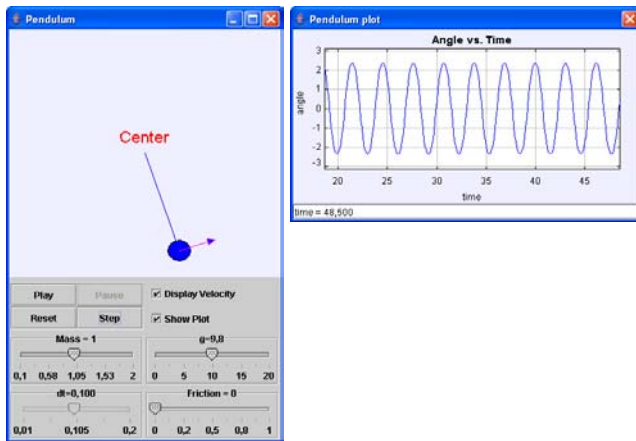 Pendulum
Center
Play Pause Display Velocity
Reset Step Show Plot
Mass = 1 g=9,8
0,1 0,58 1,05 1,53 2 0 5 10 15 20
dt=0,100 Friction = 0
0,01 0,105 0,2 0 0,2 0,5 0,8 1
Pendulum plot
Angle vs. Time
3
2
1
0
-1
-2
-3
angle
20 25 30 35 40 45
time
time = 48,500